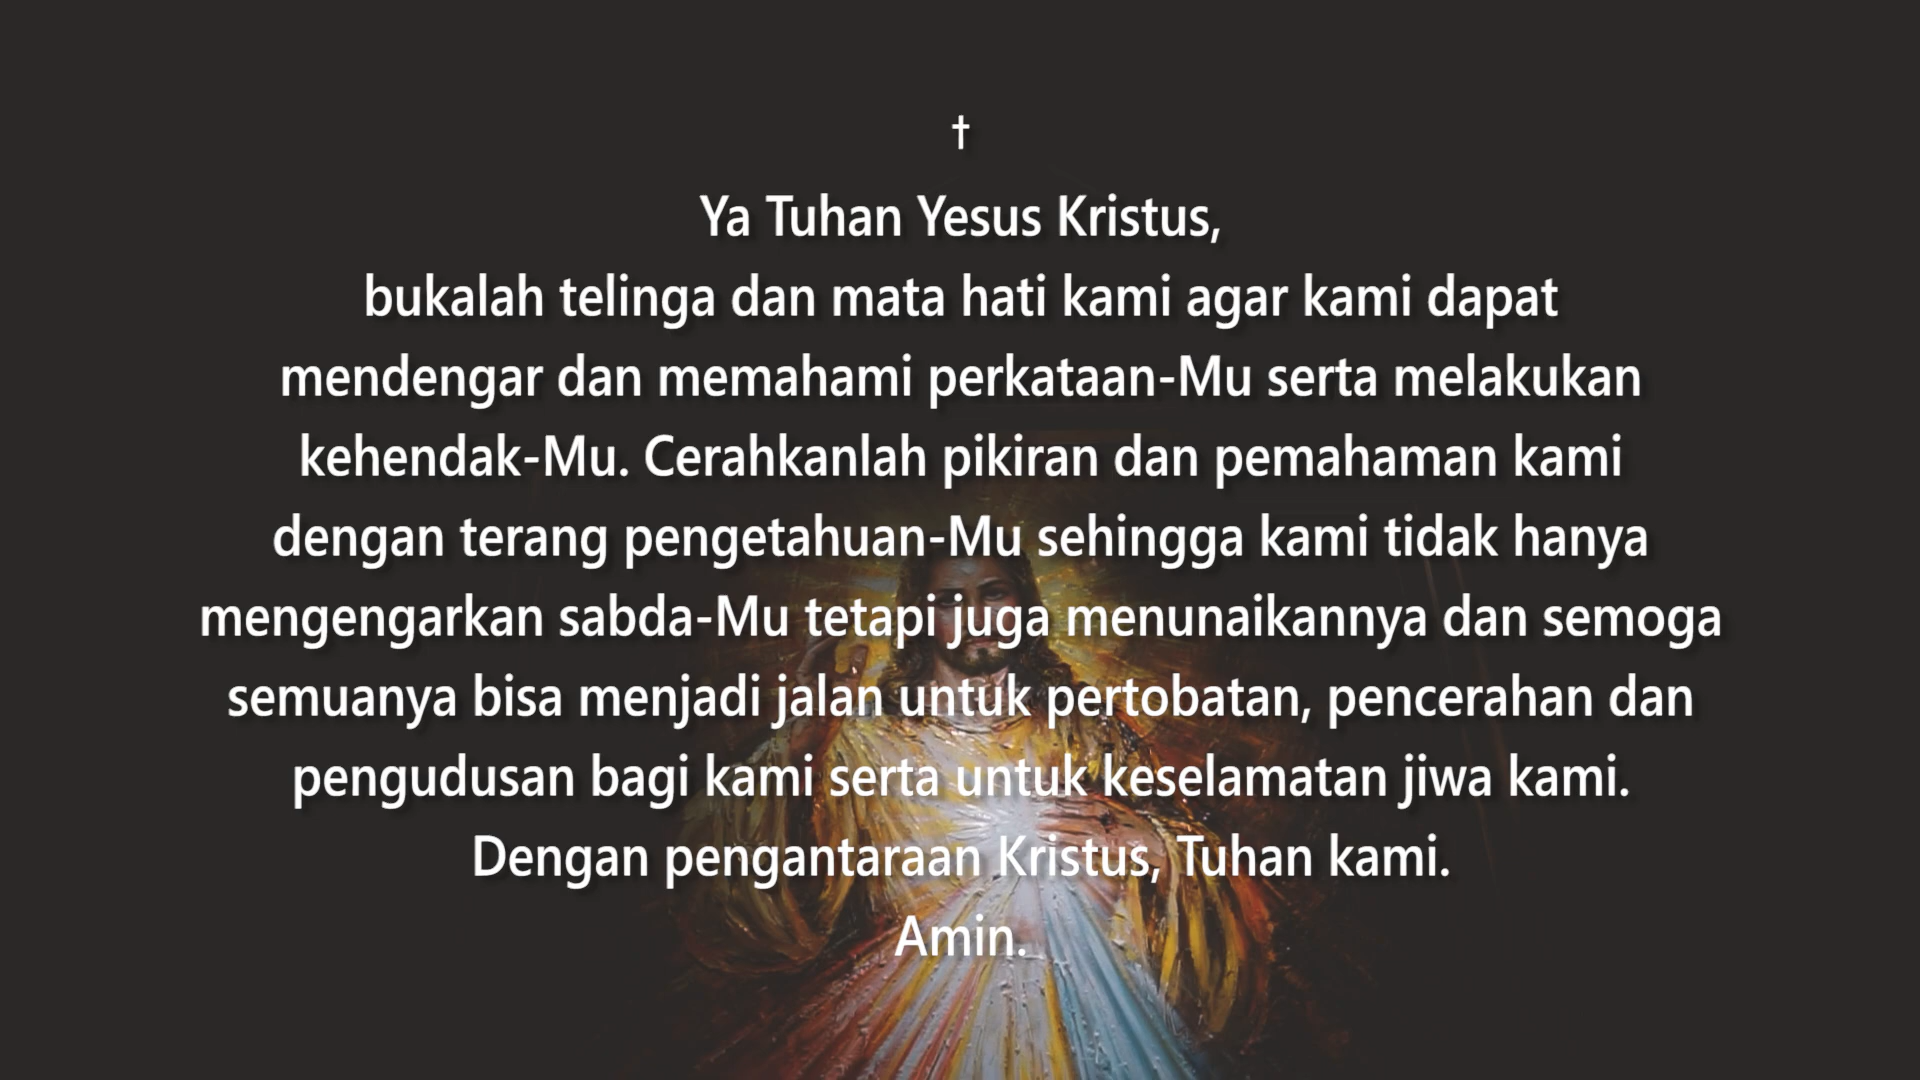 †
Ya Tuhan Yesus Kristus,
bukalah telinga dan mata hati kami agar kami dapat
mendengar dan memahami perkataan-Mu serta melakukan
kehendak-Mu. Cerahkanlah pikiran dan pemahaman kami
dengan terang pengetahuan-Mu sehingga kami tidak hanya
mengengarkan sabda-Mu tetapi juga menunaikannya dan semoga
semuanya bisa menjadi jalan untuk pertobatan, pencerahan dan
pengudusan bagi kami serta untuk keselamatan jiwa kami.
Dengan pengantaraan Kristus, Tuhan kami.
Amin.